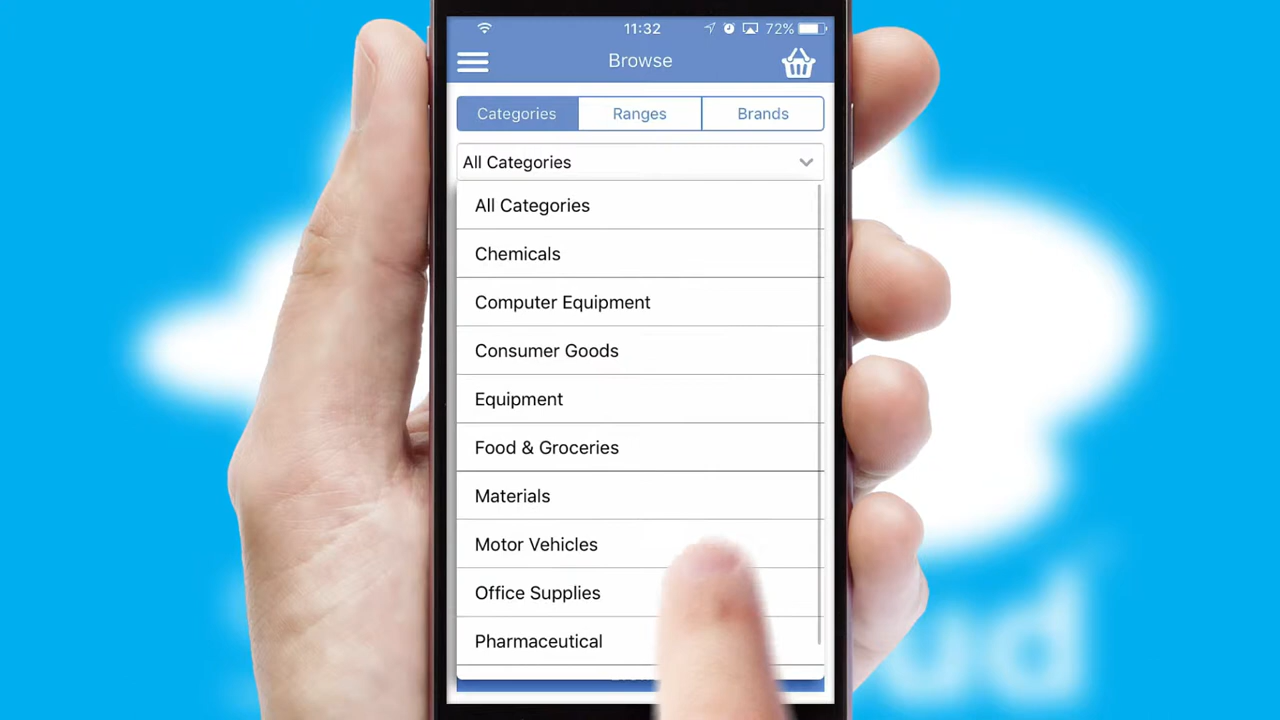 11:32
72%
Browse
Categories
Ranges
Brands
All Categories
All Categories
Chemicals
Computer Equipment
Consumer Goods
Equipment
Food & Groceries
Materials
Motor Vehicles
Office Supplies
Pharmaceutical